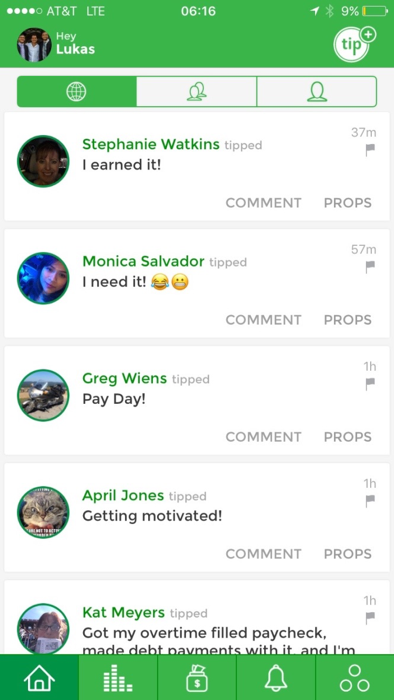 AT&T LTE 06:16 9%
Hey
Lukas
tip
Stephanie Watkins tipped 37m
I earned it!
COMMENT PROPS
Monica Salvador tipped 57m
I need it! 😂😬
COMMENT PROPS
Greg Wiens tipped 1h
Pay Day!
COMMENT PROPS
April Jones tipped 1h
Getting motivated!
COMMENT PROPS
Kat Meyers tipped 1h
Got my overtime filled paycheck,
made debt payments with it, and I'm
$